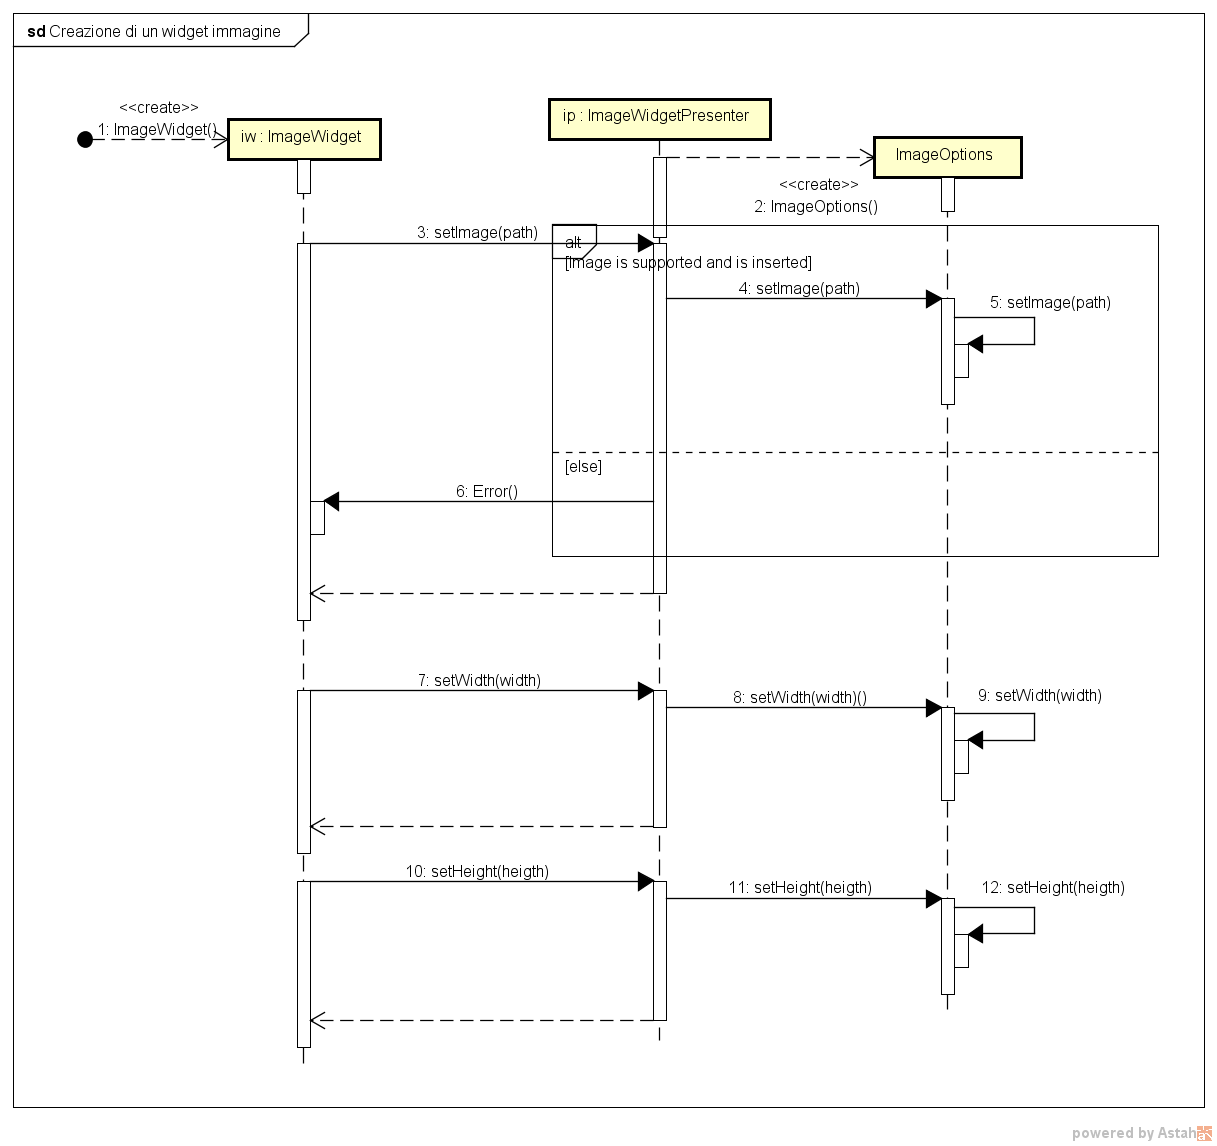 sd Creazione di un widget immagine
<<create>>
1: ImageWidget()
iw : ImageWidget
ip : ImageWidgetPresenter
ImageOptions
<<create>>
2: ImageOptions()
3: setImage(path)
alt
[Image is supported and is inserted]
4: setImage(path)
5: setImage(path)
[else]
6: Error()
7: setWidth(width)
8: setWidth(width)()
9: setWidth(width)
10: setHeight(heigth)
11: setHeight(heigth)
12: setHeight(heigth)
powered by Astah